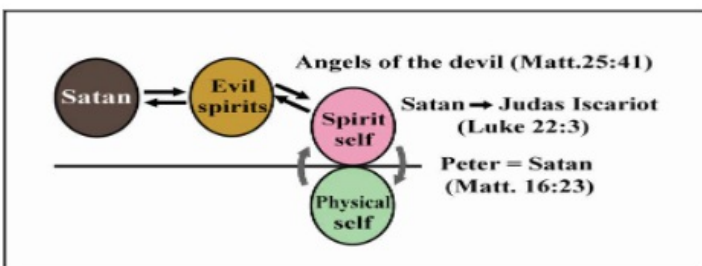 Angels of the devil (Matt.25:41)
Satan
Evil
spirits
Spirit
self
Satan → Judas Iscariot
(Luke 22:3)
Peter = Satan
(Matt. 16:23)
Physical
self